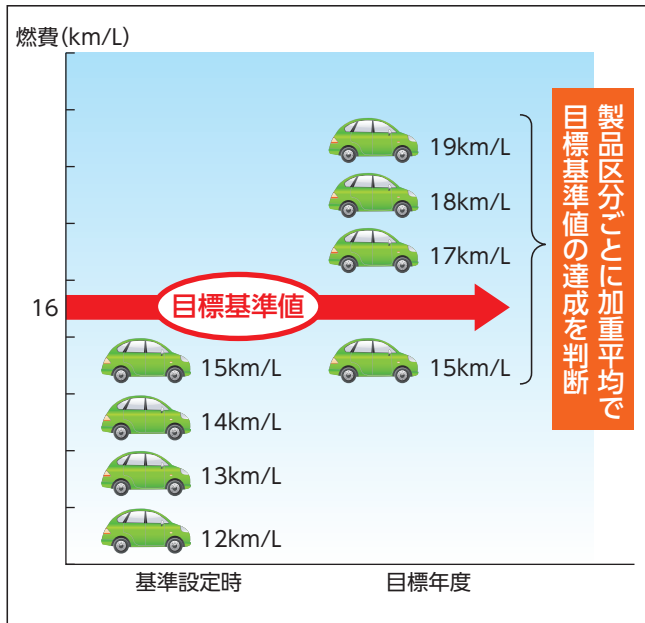 燃費(km/L)
19km/L
18km/L
17km/L
16
目標基準値
15km/L
15km/L
14km/L
13km/L
12km/L
基準設定時
目標年度
製品区分ごとに加重平均で
目標基準値の達成を判断